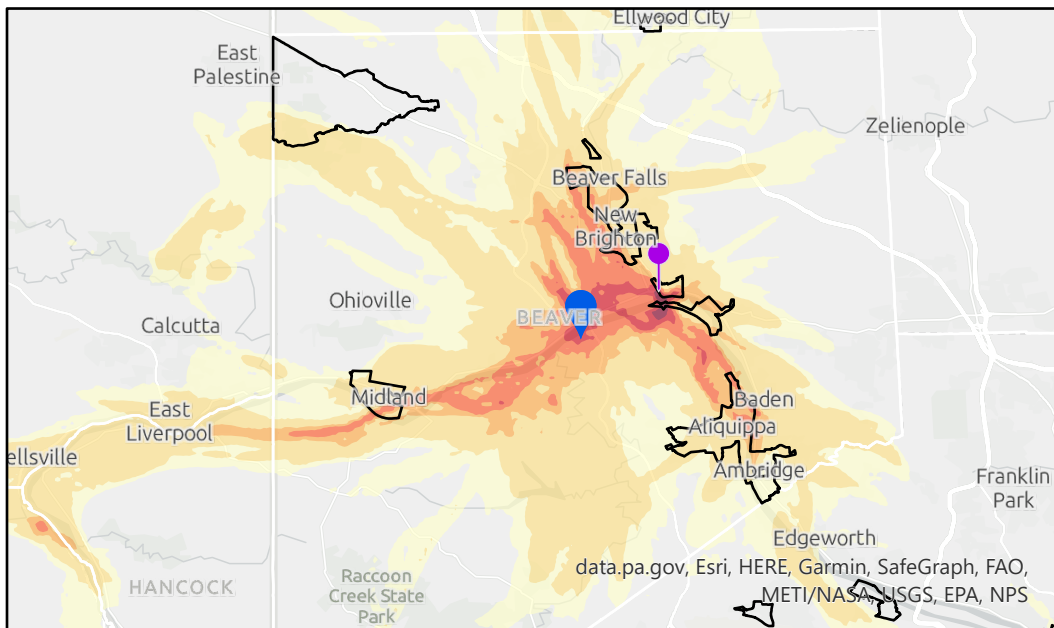 Ellwood City
East
Palestine
Zelienople
Beaver Falls
New
Brighton
Ohioville
BEAVER
Calcutta
Midland
Baden
East
Liverpool
Aliquippa
ellsville
Ambridge
Franklin
Park
Edgeworth
data.pa.gov, Esri, HERE, Garmin, SafeGraph, FAO,
METI/NASA, USGS, EPA, NPS
HANCOCK
Raccoon
Creek State
Park